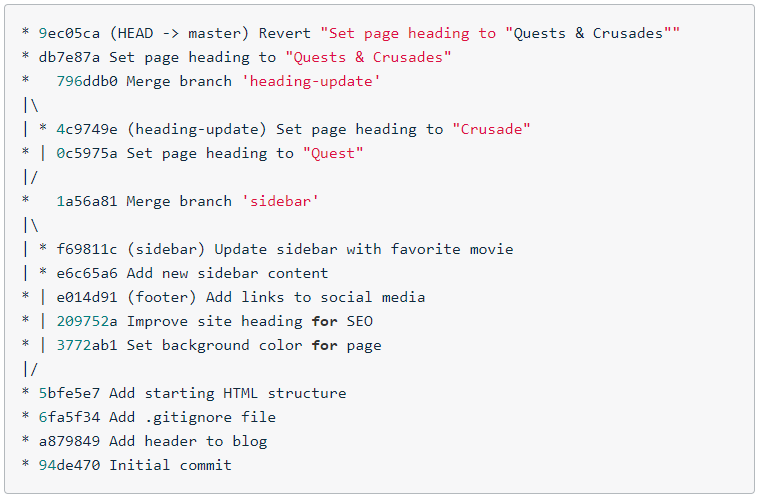 * 9ec05ca (HEAD -> master) Revert "Set page heading to "Quests & Crusades""
* db7e87a Set page heading to "Quests & Crusades"
*   796ddb0 Merge branch 'heading-update'
|\
| * 4c9749e (heading-update) Set page heading to "Crusade"
* | 0c5975a Set page heading to "Quest"
|/
*   1a56a81 Merge branch 'sidebar'
|\
| * f69811c (sidebar) Update sidebar with favorite movie
| * e6c65a6 Add new sidebar content
* | e014d91 (footer) Add links to social media
* | 209752a Improve site heading for SEO
* | 3772ab1 Set background color for page
|/
* 5bfe5e7 Add starting HTML structure
* 6fa5f34 Add .gitignore file
* a879849 Add header to blog
* 94de470 Initial commit